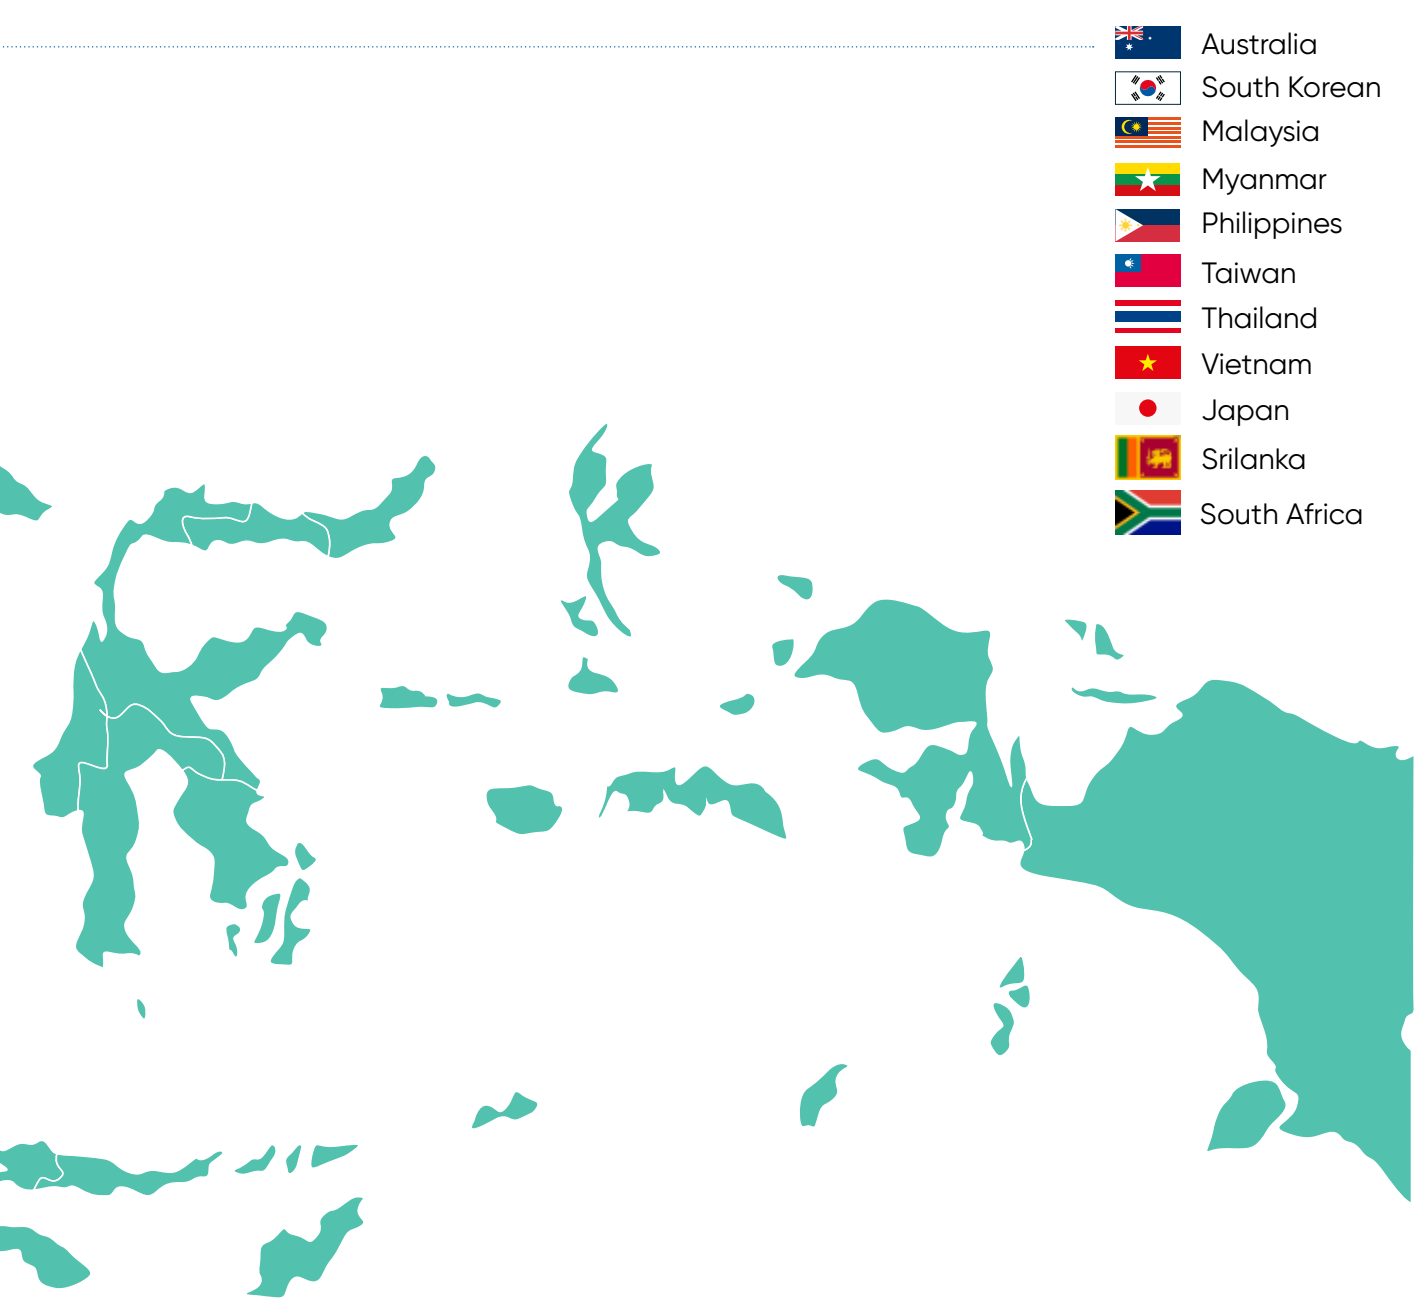 Australia
South Korean
Malaysia
Myanmar
Philippines
Taiwan
Thailand
Vietnam
Japan
Srilanka
South Africa